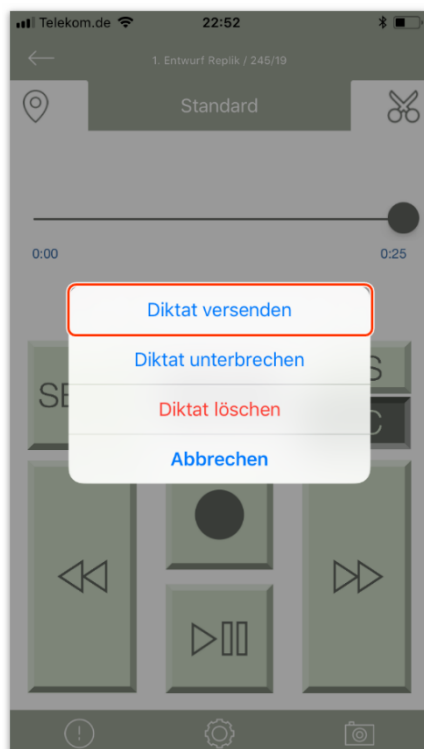 Telekom.de 22:52
1. Entwurf Replik / 245/19
Standard
0:00 0:25
Diktat versenden
Diktat unterbrechen
Diktat löschen
Abbrechen